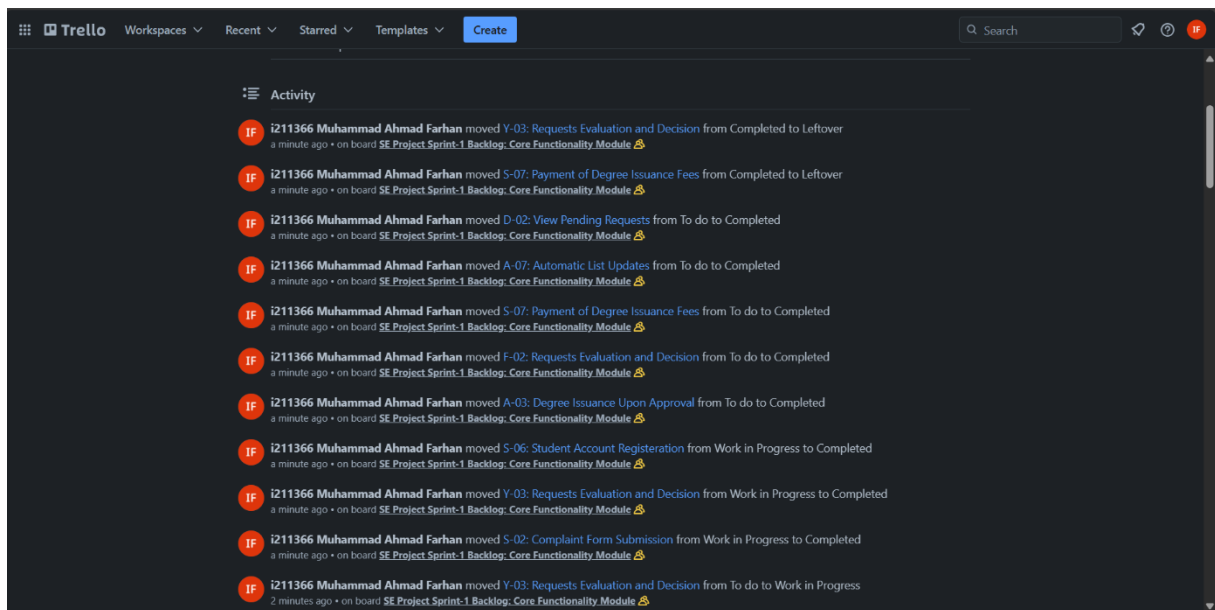 Trello Workspaces Recent Starred Templates Create Search IF
Activity
IF i211366 Muhammad Ahmad Farhan moved Y-03: Requests Evaluation and Decision from Completed to Leftover
a minute ago • on board SE Project Sprint-1 Backlog: Core Functionality Module
IF i211366 Muhammad Ahmad Farhan moved S-07: Payment of Degree Issuance Fees from Completed to Leftover
a minute ago • on board SE Project Sprint-1 Backlog: Core Functionality Module
IF i211366 Muhammad Ahmad Farhan moved D-02: View Pending Requests from To do to Completed
a minute ago • on board SE Project Sprint-1 Backlog: Core Functionality Module
IF i211366 Muhammad Ahmad Farhan moved A-07: Automatic List Updates from To do to Completed
a minute ago • on board SE Project Sprint-1 Backlog: Core Functionality Module
IF i211366 Muhammad Ahmad Farhan moved S-07: Payment of Degree Issuance Fees from To do to Completed
a minute ago • on board SE Project Sprint-1 Backlog: Core Functionality Module
IF i211366 Muhammad Ahmad Farhan moved F-02: Requests Evaluation and Decision from To do to Completed
a minute ago • on board SE Project Sprint-1 Backlog: Core Functionality Module
IF i211366 Muhammad Ahmad Farhan moved A-03: Degree Issuance Upon Approval from To do to Completed
a minute ago • on board SE Project Sprint-1 Backlog: Core Functionality Module
IF i211366 Muhammad Ahmad Farhan moved S-06: Student Account Registeration from Work in Progress to Completed
a minute ago • on board SE Project Sprint-1 Backlog: Core Functionality Module
IF i211366 Muhammad Ahmad Farhan moved Y-03: Requests Evaluation and Decision from Work in Progress to Completed
a minute ago • on board SE Project Sprint-1 Backlog: Core Functionality Module
IF i211366 Muhammad Ahmad Farhan moved S-02: Complaint Form Submission from Work in Progress to Completed
a minute ago • on board SE Project Sprint-1 Backlog: Core Functionality Module
IF i211366 Muhammad Ahmad Farhan moved Y-03: Requests Evaluation and Decision from To do to Work in Progress
2 minutes ago • on board SE Project Sprint-1 Backlog: Core Functionality Module